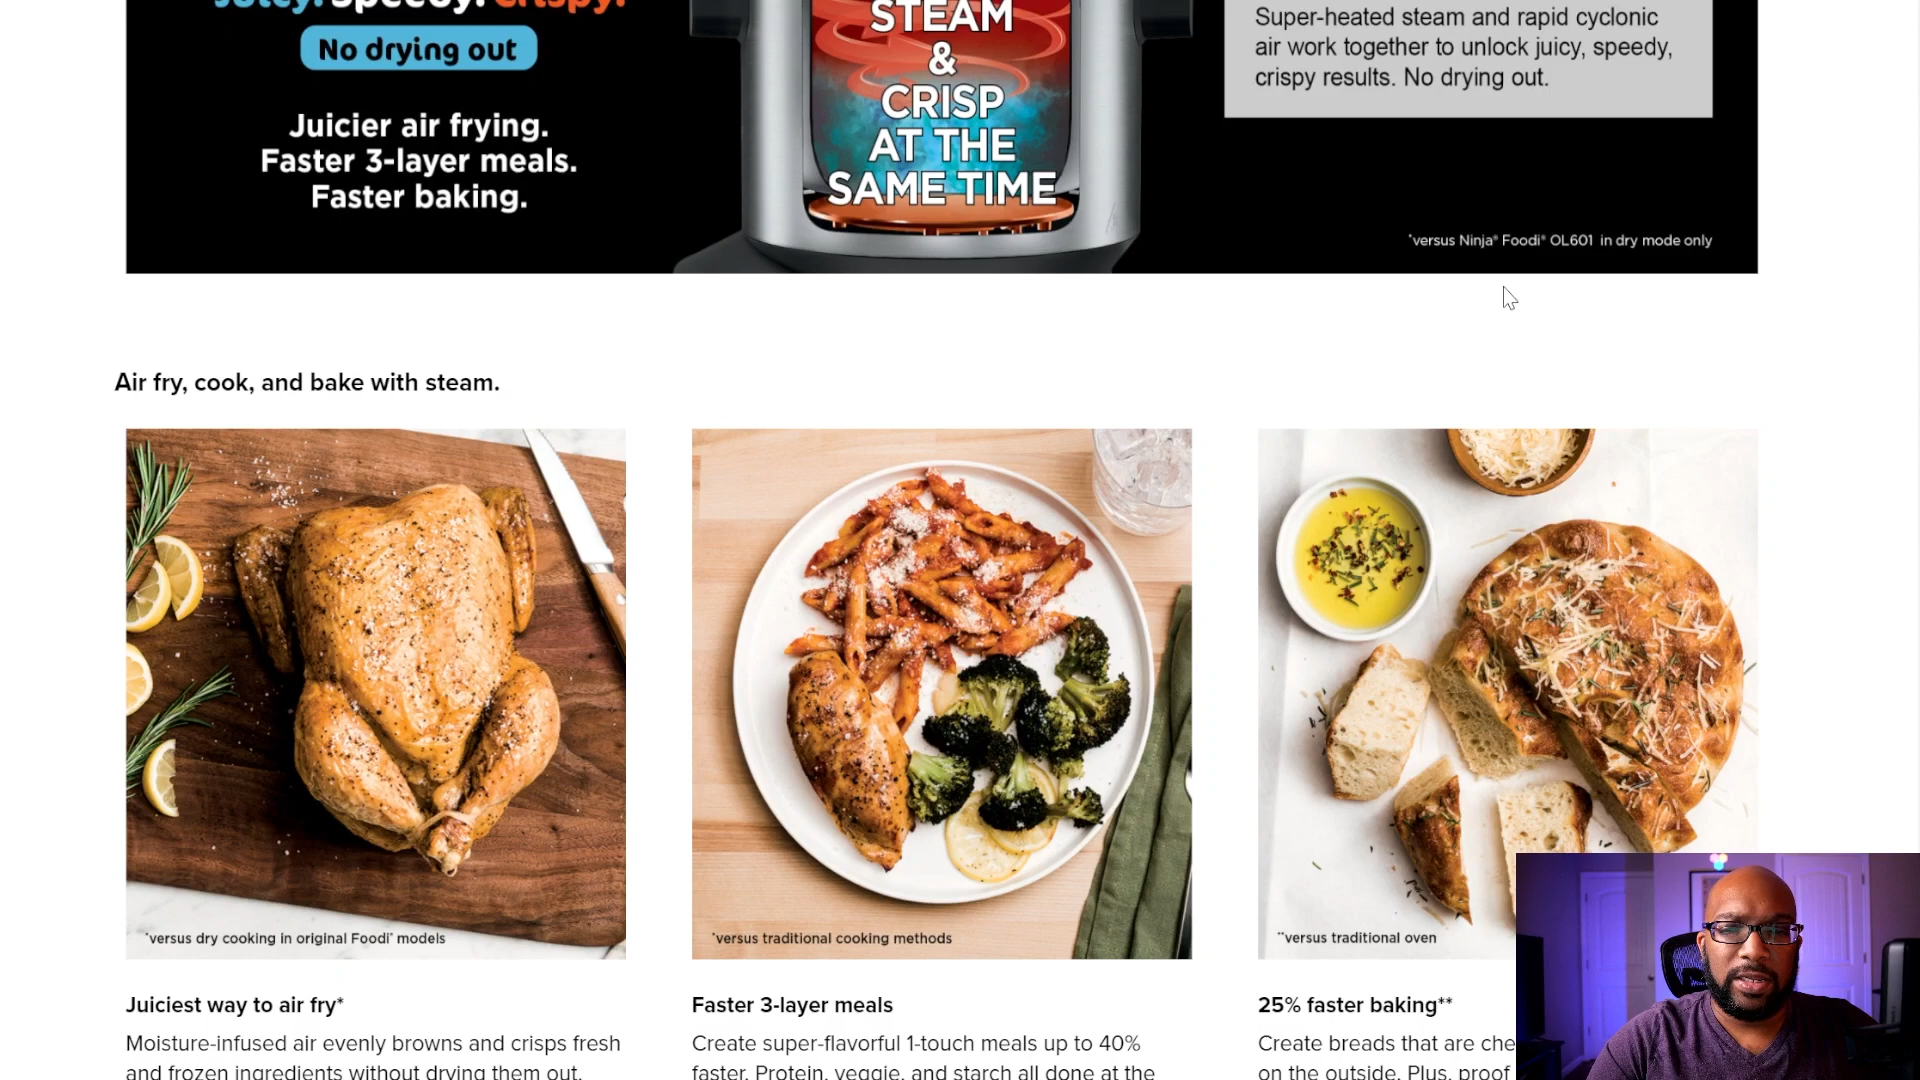 Juicy. Speedy. Crispy.
No drying out
Juicier air frying.
Faster 3-layer meals.
Faster baking.
STEAM
&
CRISP
AT THE
SAME TIME
Super-heated steam and rapid cyclonic
air work together to unlock juicy, speedy,
crispy results. No drying out.
*versus Ninja® Foodi® OL601 in dry mode only
Air fry, cook, and bake with steam.
*versus dry cooking in original Foodi® models
*versus traditional cooking methods
**versus traditional oven
Juiciest way to air fry*
Moisture-infused air evenly browns and crisps fresh
and frozen ingredients without drying them out.
Faster 3-layer meals
Create super-flavorful 1-touch meals up to 40%
faster. Protein, veggie, and starch all done at the
25% faster baking**
Create breads that are che
on the outside. Plus, proof